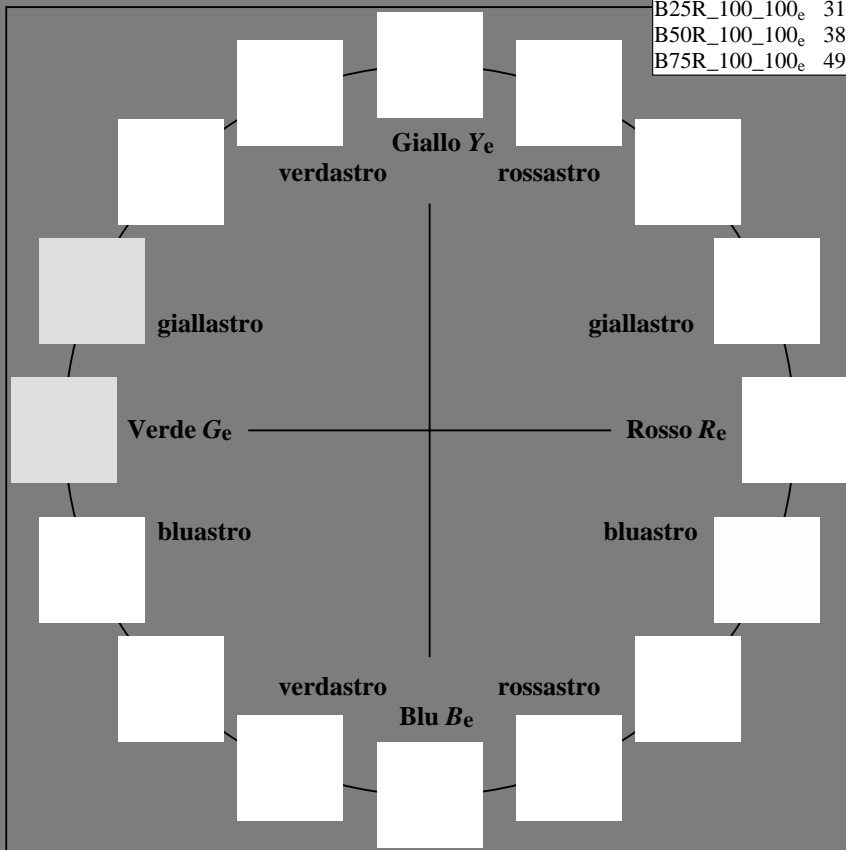 B25R_100_100e 31
B50R_100_100e 38
B75R_100_100e 49
Giallo Ye
verdastro rossastro
giallastro giallastro
Verde Ge Rosso Re
bluastro bluastro
verdastro rossastro
Blu Be